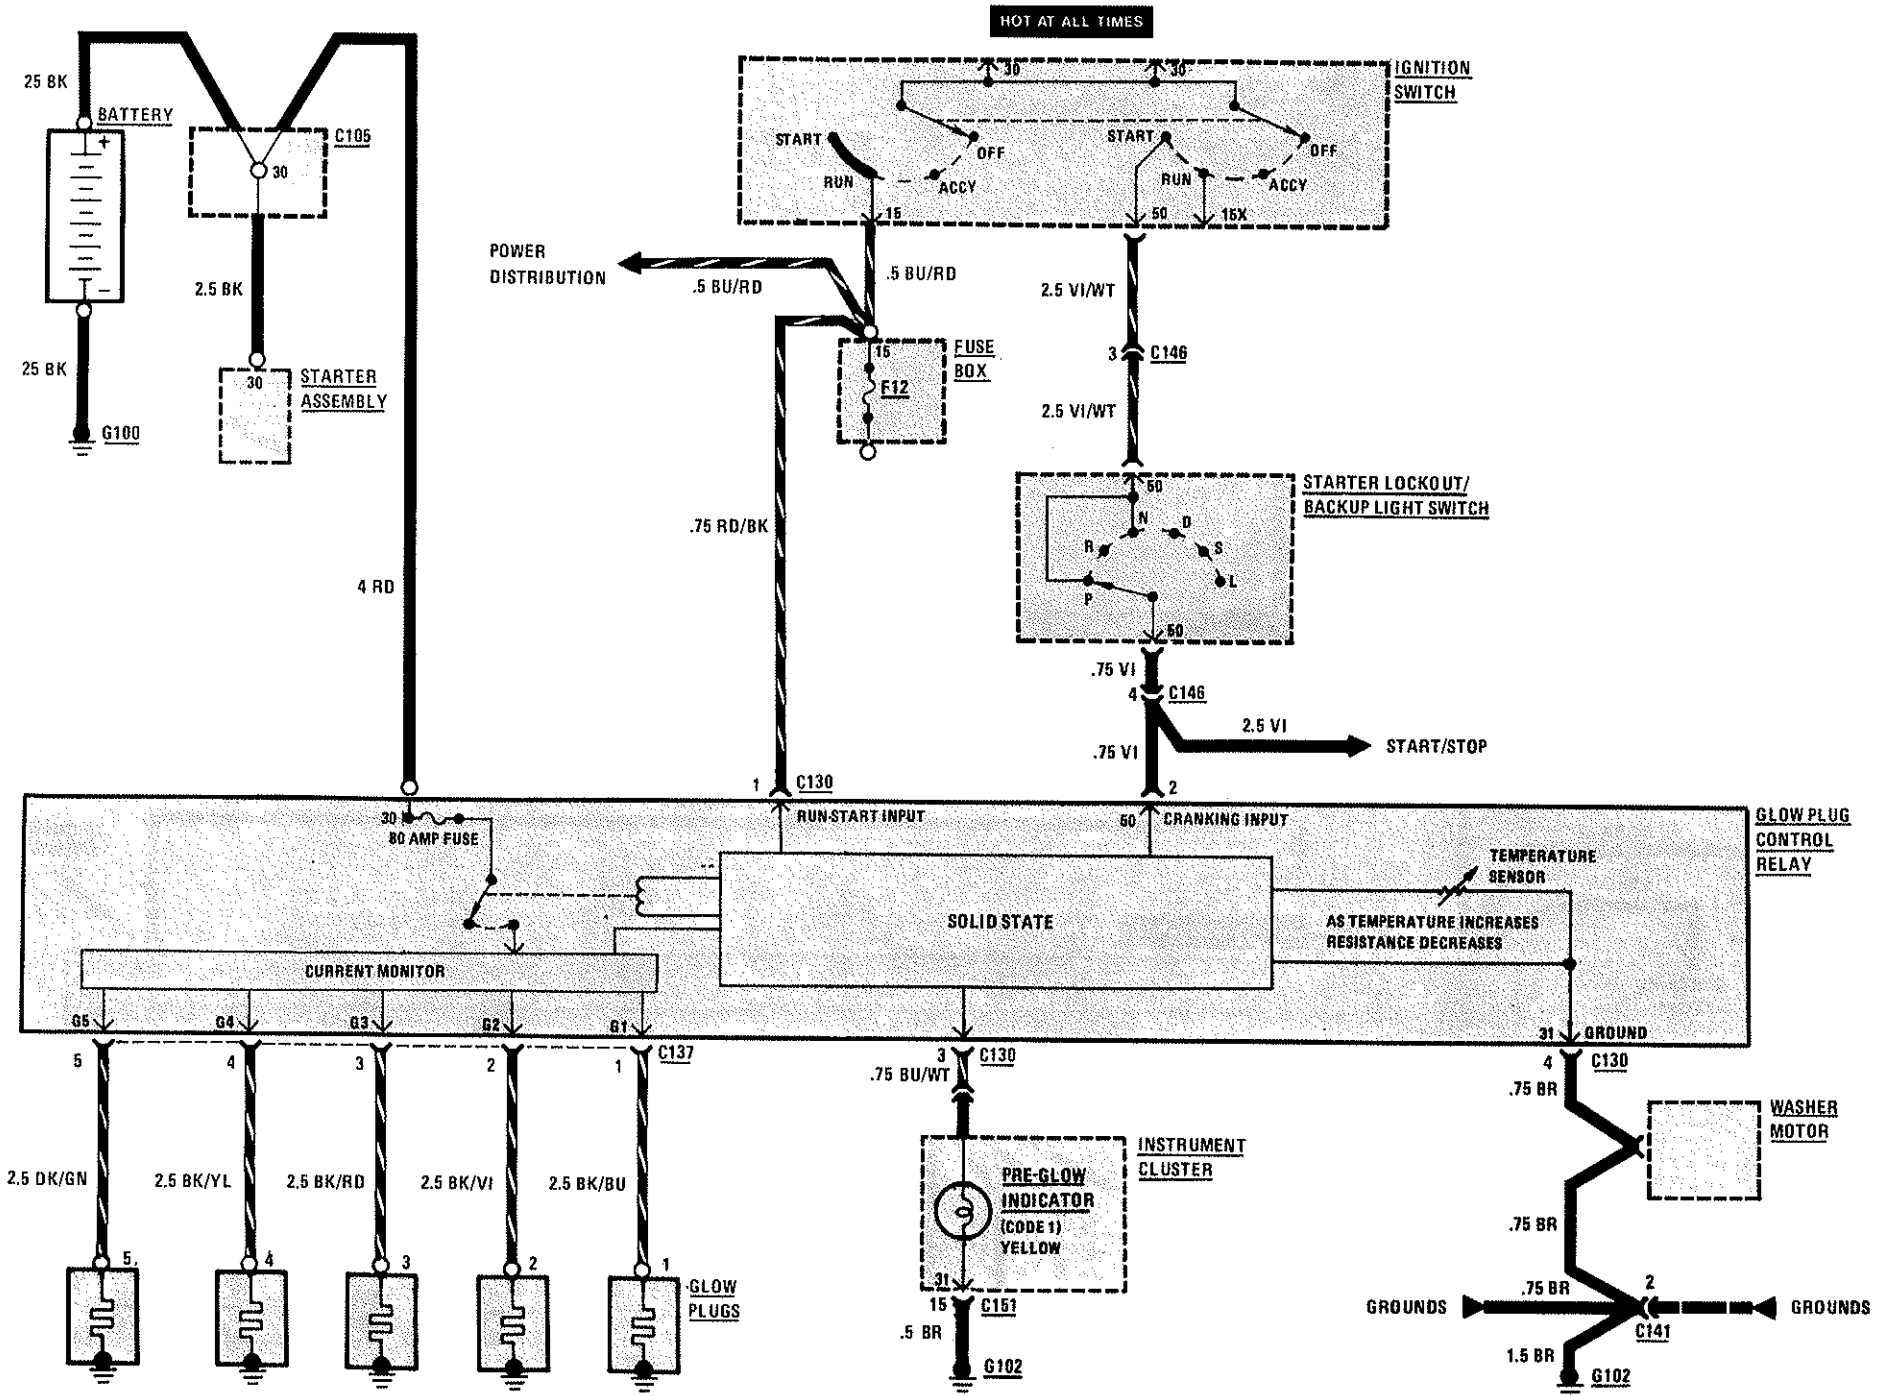 HOT AT ALL TIMES
IGNITION
SWITCH
30
30
START
OFF
RUN
ACCY
START
OFF
RUN
ACCY
15
50
15X
25 BK
BATTERY
+
−
C105
30
2.5 BK
30
STARTER
ASSEMBLY
25 BK
G100
4 RD
POWER
DISTRIBUTION
.5 BU/RD
.5 BU/RD
15
F12
FUSE
BOX
.75 RD/BK
2.5 VI/WT
3
C146
2.5 VI/WT
STARTER LOCKOUT/
BACKUP LIGHT SWITCH
50
N
D
R
S
P
L
50
.75 VI
4
C146
2.5 VI
START/STOP
.75 VI
1
C130
2
GLOW PLUG
CONTROL
RELAY
30
80 AMP FUSE
RUN-START INPUT
50
CRANKING INPUT
TEMPERATURE
SENSOR
SOLID STATE
AS TEMPERATURE INCREASES
RESISTANCE DECREASES
CURRENT MONITOR
G5
G4
G3
G2
G1
31
GROUND
5
4
3
2
1
C137
3
C130
4
C130
.75 BU/WT
.75 BR
WASHER
MOTOR
INSTRUMENT
CLUSTER
PRE-GLOW
INDICATOR
(CODE 1)
YELLOW
31
15
C151
.5 BR
G102
2.5 DK/GN
2.5 BK/YL
2.5 BK/RD
2.5 BK/VI
2.5 BK/BU
5
4
3
2
1
GLOW
PLUGS
.75 BR
.75 BR
2
GROUNDS
GROUNDS
C141
1.5 BR
G102